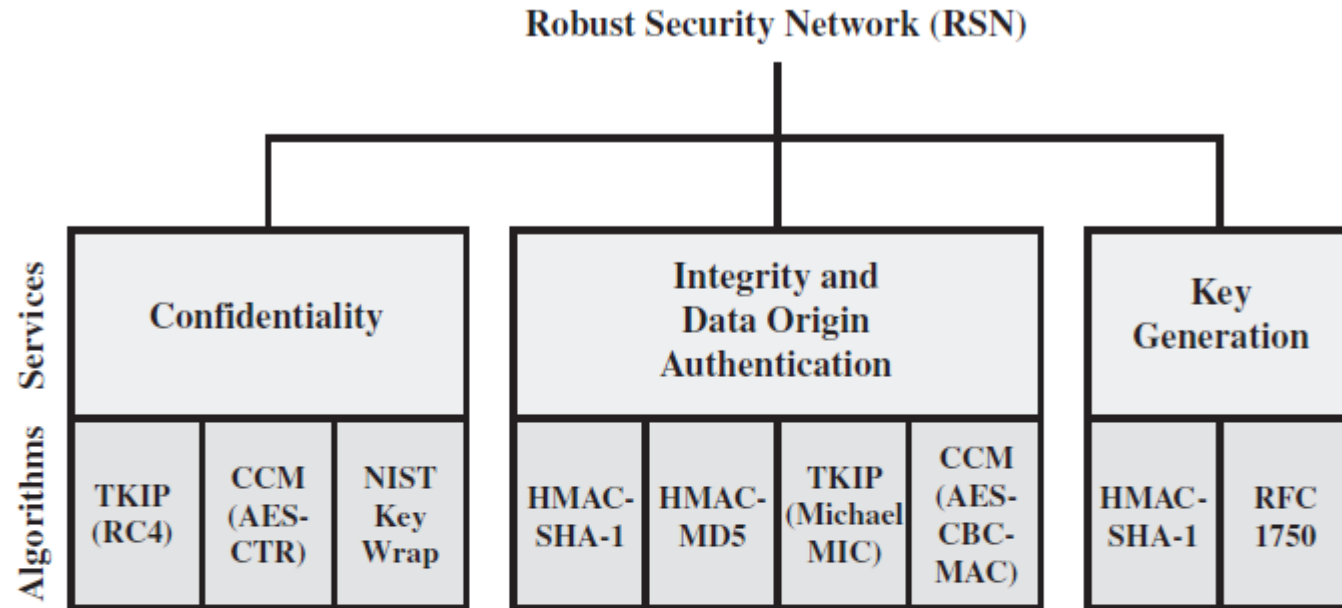 Robust Security Network (RSN)
Services
Confidentiality
Integrity and
Data Origin
Authentication
Key
Generation
Algorithms
TKIP
(RC4)
CCM
(AES-
CTR)
NIST
Key
Wrap
HMAC-
SHA-1
HMAC-
MD5
TKIP
(Michael
MIC)
CCM
(AES-
CBC-
MAC)
HMAC-
SHA-1
RFC
1750